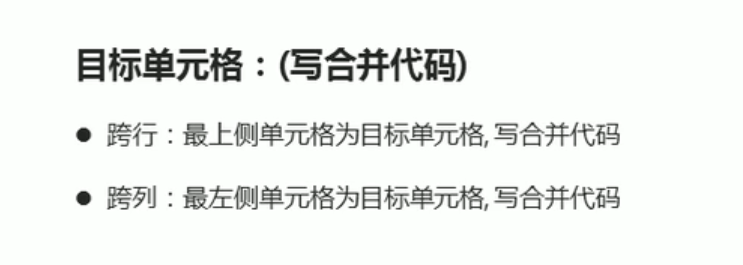 目标单元格：(写合并代码)
● 跨行：最上侧单元格为目标单元格, 写合并代码
● 跨列：最左侧单元格为目标单元格, 写合并代码